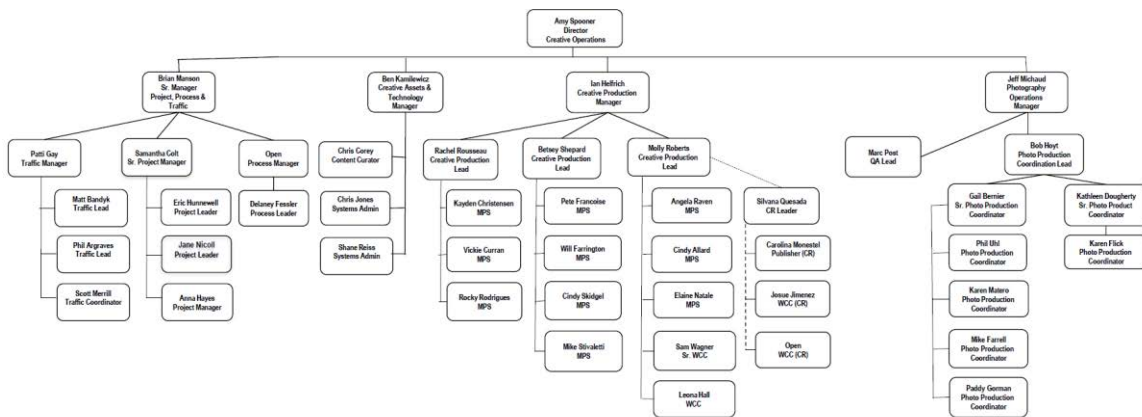 Amy Spooner
Director
Creative Operations
Brian Manson
Sr. Manager
Project, Process &
Traffic
Ben Kansilewicz
Creative Assets &
Technology
Manager
Ian Helfrich
Creative Production
Manager
Jeff Michaud
Photography
Operations
Manager
Patti Gay
Traffic Manager
Samantha Colt
Sr. Project Manager
Open
Process Manager
Chris Corey
Content Curator
Rachel Rousseau
Creative Production
Lead
Betsey Shepard
Creative Production
Lead
Molly Roberts
Creative Production
Lead
Marc Post
QA Lead
Bob Hoyt
Photo Production
Coordination Lead
Matt Bandyk
Traffic Lead
Eric Hunnewell
Project Leader
Delaney Fessler
Process Leader
Chris Jones
Systems Admin
Kayden Christensen
MPS
Pete Francoise
MPS
Angela Raven
MPS
Silvana Quesada
CR Leader
Gail Bernier
Sr. Photo Production
Coordinator
Kathleen Dougherty
Sr. Photo Product
Coordinator
Phil Argraves
Traffic Lead
Jane Nicoll
Project Leader
Shane Reiss
Systems Admin
Vickie Curran
MPS
Will Farrington
MPS
Cindy Allard
MPS
Carolina Monestel
Publisher (CR)
Phil Uhl
Photo Production
Coordinator
Karen Flick
Photo Production
Coordinator
Scott Merrill
Traffic Coordinator
Anna Hayes
Project Manager
Rocky Rodrigues
MPS
Cindy Skidgel
MPS
Elaine Natale
MPS
Josue Jimenez
WCC (CR)
Karen Matero
Photo Production
Coordinator
Mike Stivaletti
MPS
Sam Wagner
Sr. WCC
Open
WCC (CR)
Mike Farrell
Photo Production
Coordinator
Leona Hall
WCC
Paddy Gorman
Photo Production
Coordinator